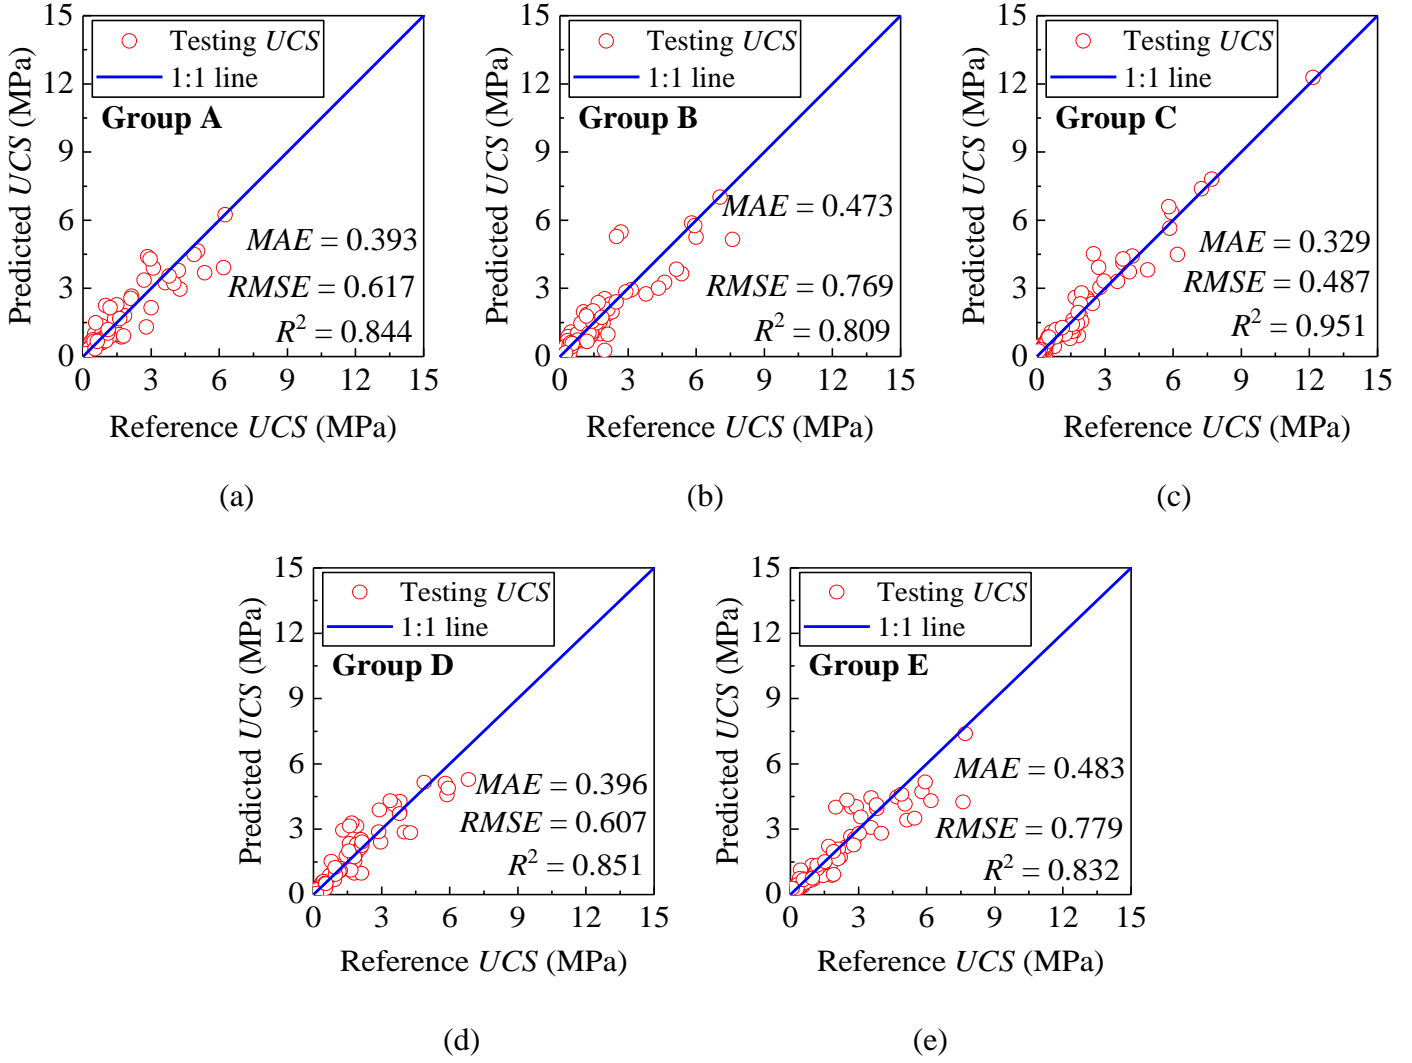 Testing UCS
1:1 line
Group A
MAE = 0.393
RMSE = 0.617
R² = 0.844
15
12
9
6
3
0
0 3 6 9 12 15
Predicted UCS (MPa)
Reference UCS (MPa)
(a)
Testing UCS
1:1 line
Group B
MAE = 0.473
RMSE = 0.769
R² = 0.809
15
12
9
6
3
0
0 3 6 9 12 15
Predicted UCS (MPa)
Reference UCS (MPa)
(b)
Testing UCS
1:1 line
Group C
MAE = 0.329
RMSE = 0.487
R² = 0.951
15
12
9
6
3
0
0 3 6 9 12 15
Predicted UCS (MPa)
Reference UCS (MPa)
(c)
Testing UCS
1:1 line
Group D
MAE = 0.396
RMSE = 0.607
R² = 0.851
15
12
9
6
3
0
0 3 6 9 12 15
Predicted UCS (MPa)
Reference UCS (MPa)
(d)
Testing UCS
1:1 line
Group E
MAE = 0.483
RMSE = 0.779
R² = 0.832
15
12
9
6
3
0
0 3 6 9 12 15
Predicted UCS (MPa)
Reference UCS (MPa)
(e)